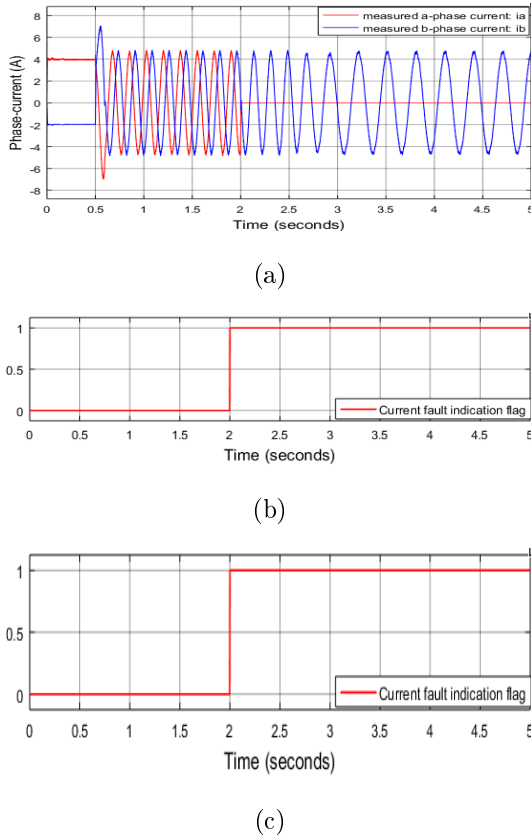 measured a-phase current: ia
measured b-phase current: ib
Phase-current (A)
8
6
4
2
0
-2
-4
-6
-8
0 0.5 1 1.5 2 2.5 3 3.5 4 4.5 5
Time (seconds)
(a)
1
0.5
0
Current fault indication flag
0 0.5 1 1.5 2 2.5 3 3.5 4 4.5 5
Time (seconds)
(b)
1
0.5
0
Current fault indication flag
0 0.5 1 1.5 2 2.5 3 3.5 4 4.5 5
Time (seconds)
(c)